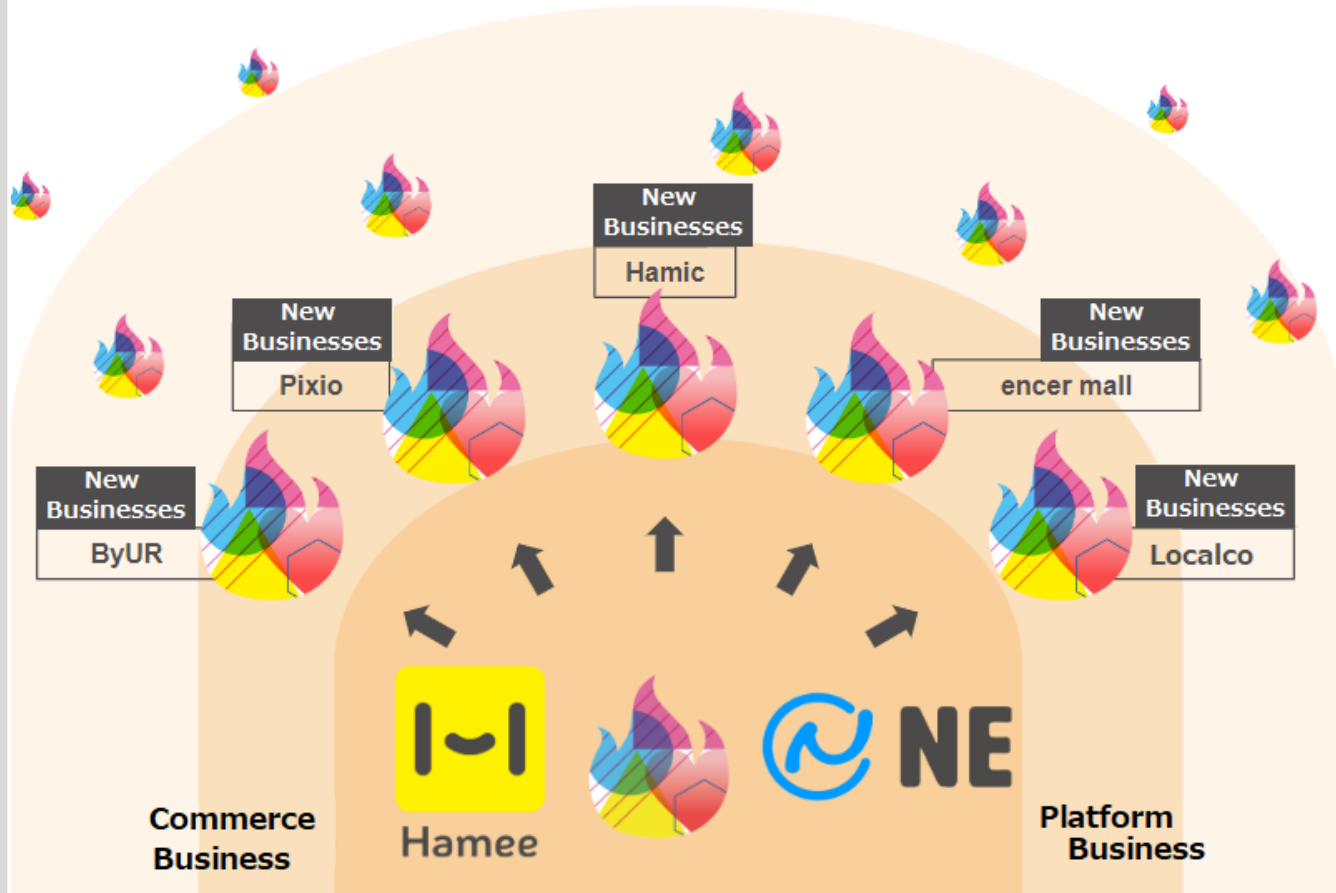 New
Businesses
Hamic
New
Businesses
Pixio
New
Businesses
encer mall
New
Businesses
ByUR
New
Businesses
Localco
Hamee
NE
Commerce
Business
Platform
Business